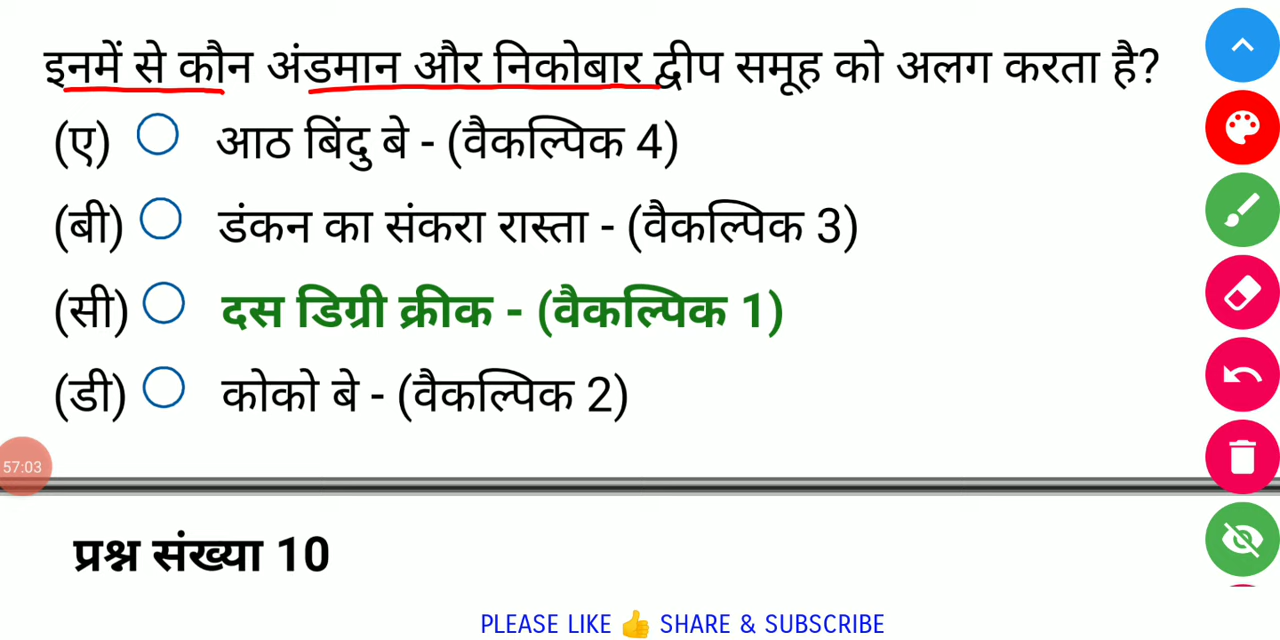 इनमें से कौन अंडमान और निकोबार द्वीप समूह को अलग करता है?
(ए) आठ बिंदु बे - (वैकल्पिक 4)
(बी) डंकन का संकरा रास्ता - (वैकल्पिक 3)
(सी) दस डिग्री क्रीक - (वैकल्पिक 1)
(डी) कोको बे - (वैकल्पिक 2)
57:03
प्रश्न संख्या 10
PLEASE LIKE 👍 SHARE & SUBSCRIBE